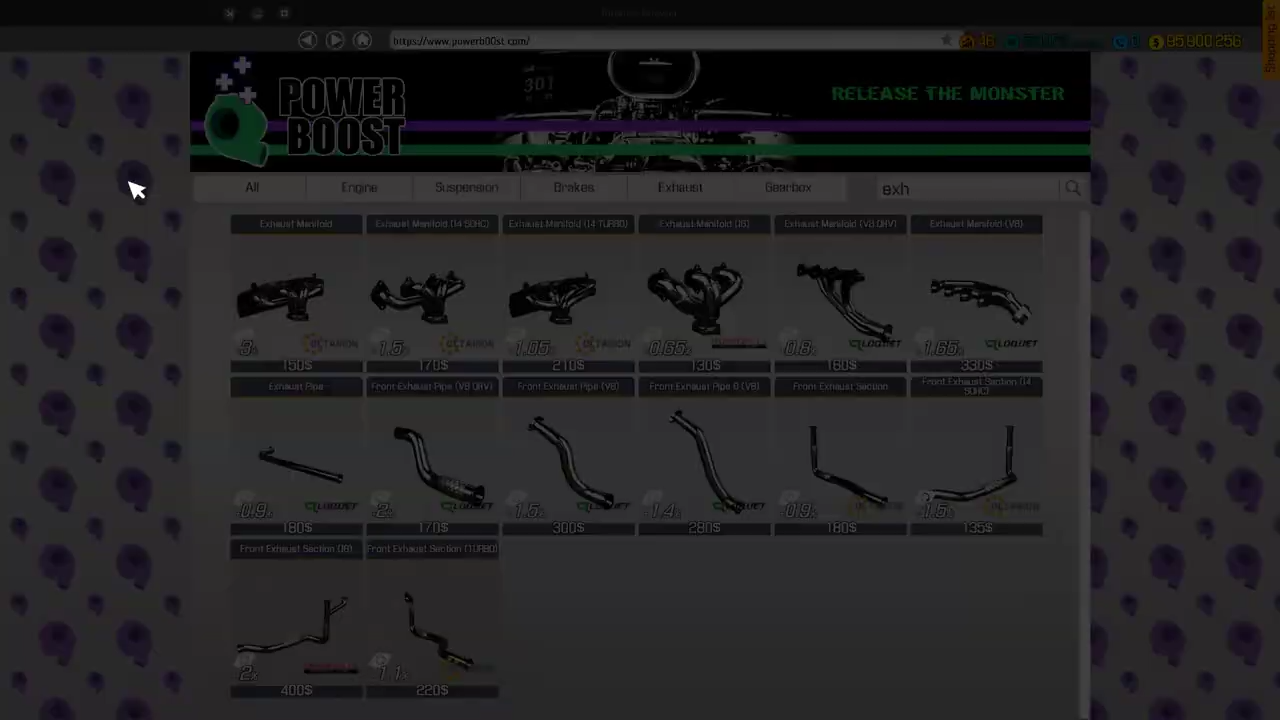 https://www.powerb00st.com/
POWER
BOOST
301
RELEASE THE MONSTER
All
Engine
Suspension
Brakes
Exhaust
Gearbox
exh
Exhaust Manifold
Exhaust Manifold (I4 SOHC)
Exhaust Manifold (I4 TURBO)
Exhaust Manifold (I6)
Exhaust Manifold (V8 OHV)
Exhaust Manifold (V8)
150$
170$
210$
130$
160$
330$
Exhaust Pipe
Front Exhaust Pipe (V8 OHV)
Front Exhaust Pipe (V8)
Front Exhaust Pipe D (V8)
Front Exhaust Section
Front Exhaust Section (I4
SOHC)
180$
170$
300$
280$
180$
135$
Front Exhaust Section (I6)
Front Exhaust Section (TURBO)
400$
220$
Shopping list